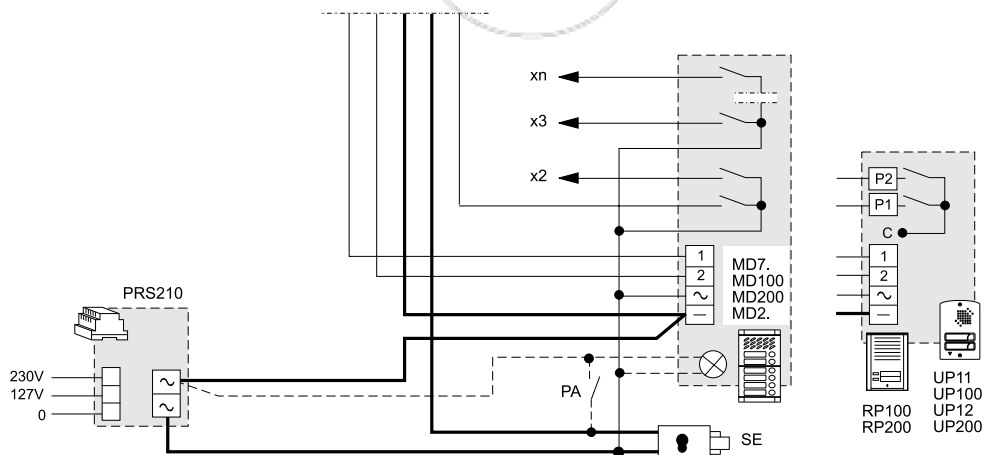 xn
x3
x2
P2
P1
C
1
2
~
—
MD7.
MD100
MD200
MD2.
1
2
~
—
PRS210
230V
127V
0
~
~
PA
SE
RP100
RP200
UP11
UP100
UP12
UP200